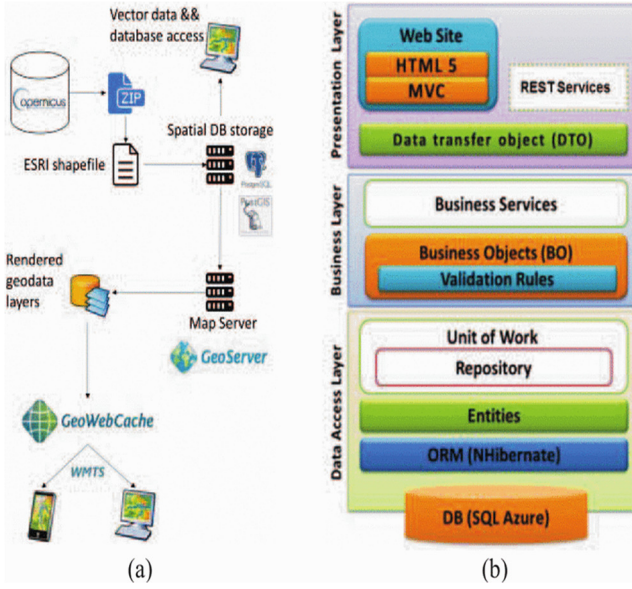 Vector data &&
database access
Copernicus
ZIP
Spatial DB storage
ESRI shapefile
PostgreSQL
PostGIS
Rendered
geodata
layers
Map Server
GeoServer
GeoWebCache
WMTS
(a)
Presentation Layer
Web Site
HTML 5
MVC
REST Services
Data transfer object (DTO)
Business Layer
Business Services
Business Objects (BO)
Validation Rules
Data Access Layer
Unit of Work
Repository
Entities
ORM (NHibernate)
DB (SQL Azure)
(b)